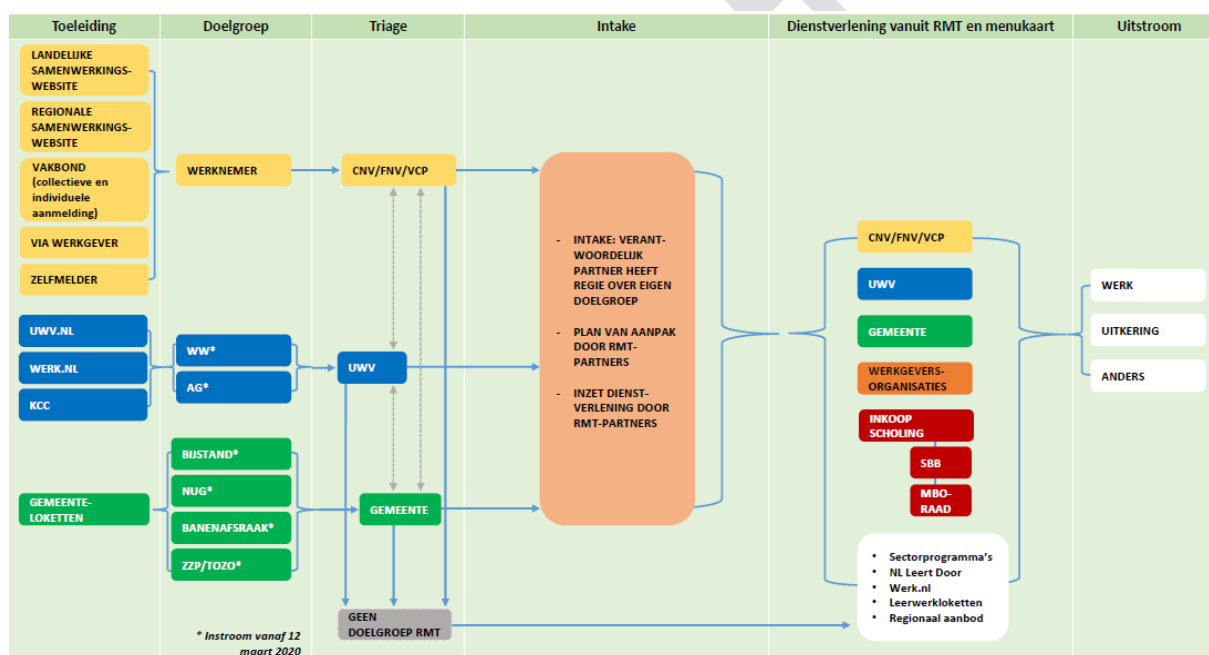 Toeleiding
Doelgroep
Triage
Intake
Dienstverlening vanuit RMT en menukaart
Uitstroom
LANDELIJKE
SAMENWERKINGS-
WEBSITE
REGIONALE
SAMENWERKINGS-
WEBSITE
VAKBOND
(collectieve en
individuele
aanmelding)
VIA WERKGEVER
ZELFMELDER
UWV.NL
WERK.NL
KCC
GEMEENTE-
LOKETTEN
WERKNEMER
WW*
AG*
BIJSTAND*
NUG*
BANENAFSRAAK*
ZZP/TOZO*
* Instroom vanaf 12
maart 2020
CNV/FNV/VCP
UWV
GEMEENTE
GEEN
DOELGROEP RMT
- INTAKE: VERANT-
WOORDELIJK
PARTNER HEEFT
REGIE OVER EIGEN
DOELGROEP
- PLAN VAN AANPAK
DOOR RMT-
PARTNERS
- INZET DIENST-
VERLENING DOOR
RMT-PARTNERS
CNV/FNV/VCP
UWV
GEMEENTE
WERKGEVERS-
ORGANISATIES
INKOOP
SCHOLING
SBB
MBO-
RAAD
• Sectorprogramma's
• NL Leert Door
• Werk.nl
• Leerwerkloketten
• Regionaal aanbod
WERK
UITKERING
ANDERS